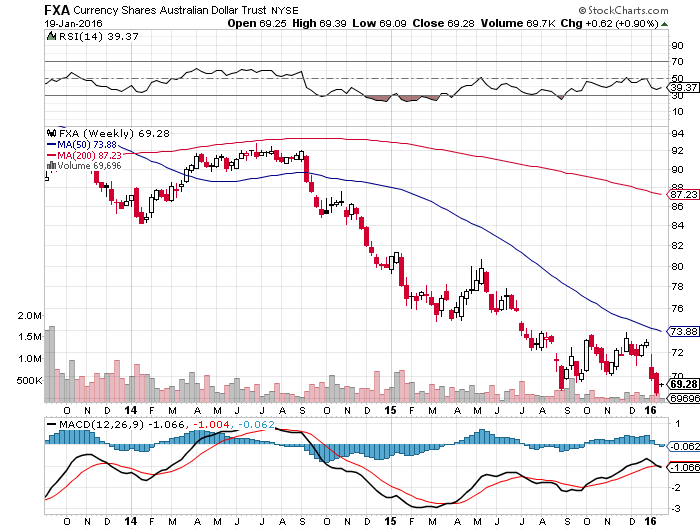 FXA Currency Shares Australian Dollar Trust NYSE © StockCharts.com
19-Jan-2016 Open 69.25 High 69.39 Low 69.09 Close 69.28 Volume 69.7K Chg +0.62 (+0.90%)
RSI(14) 39.37
90
70
50
39.37
30
10
FXA (Weekly) 69.28
MA(50) 73.88
MA(200) 87.23
Volume 69,696
94
92
90
88
87.23
86
84
82
80
78
76
73.88
72
70
69.28
69696
2.0M
1.5M
1.0M
500K
O N D 14 F M A M J J A S O N D 15 F M A M J J A S O N D 16
MACD(12,26,9) -1.066, -1.004, -0.062
1
-0.062
-1.066
-2
-3
O N D 14 F M A M J J A S O N D 15 F M A M J J A S O N D 16